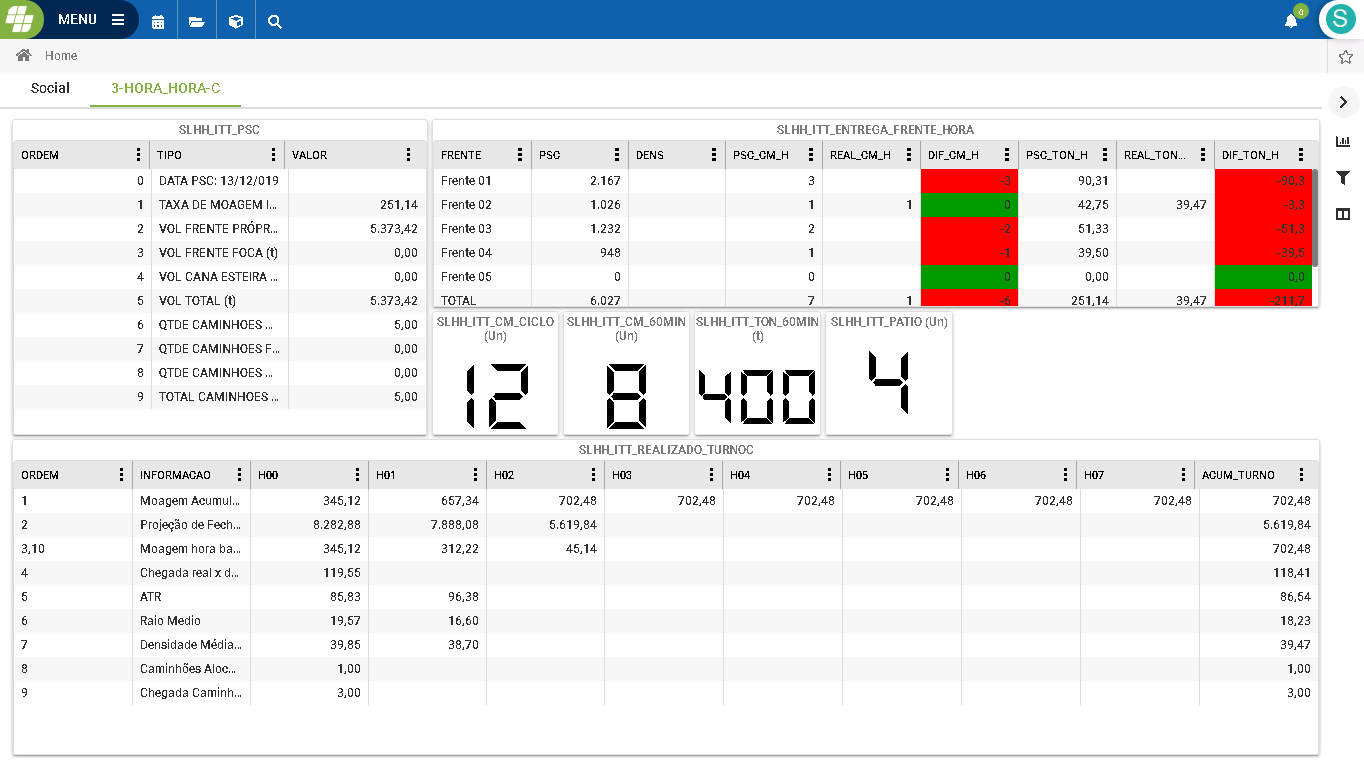 MENU
0
S
Home
Social 3-HORA_HORA-C
SLHH_ITT_PSC
ORDEM TIPO VALOR
0 DATA PSC: 13/12/019
1 TAXA DE MOAGEM I... 251,14
2 VOL FRENTE PRÓPR... 5.373,42
3 VOL FRENTE FOCA (t) 0,00
4 VOL CANA ESTEIRA ... 0,00
5 VOL TOTAL (t) 5.373,42
6 QTDE CAMINHOES ... 5,00
7 QTDE CAMINHOES F... 0,00
8 QTDE CAMINHOES ... 0,00
9 TOTAL CAMINHOES ... 5,00
SLHH_ITT_ENTREGA_FRENTE_HORA
FRENTE PSC DENS PSC_CM_H REAL_CM_H DIF_CM_H PSC_TON_H REAL_TON... DIF_TON_H
Frente 01 2.167 3 -3 90,31 -90,3
Frente 02 1.026 1 1 0 42,75 39,47 -3,3
Frente 03 1.232 2 -2 51,33 -51,3
Frente 04 948 1 -1 39,50 -39,5
Frente 05 0 0 0 0,00 0,0
TOTAL 6.027 7 1 -6 251,14 39,47 -211,7
SLHH_ITT_CM_CICLO
(Un)
12
SLHH_ITT_CM_60MIN
(Un)
8
SLHH_ITT_TON_60MIN
(t)
400
SLHH_ITT_PATIO (Un)
4
SLHH_ITT_REALIZADO_TURNOC
ORDEM INFORMACAO H00 H01 H02 H03 H04 H05 H06 H07 ACUM_TURNO
1 Moagem Acumul... 345,12 657,34 702,48 702,48 702,48 702,48 702,48 702,48 702,48
2 Projeção de Fech... 8.282,88 7.888,08 5.619,84 5.619,84
3,10 Moagem hora ba... 345,12 312,22 45,14 702,48
4 Chegada real x d... 119,55 118,41
5 ATR 85,83 96,38 86,54
6 Raio Medio 19,57 16,60 18,23
7 Densidade Média... 39,85 38,70 39,47
8 Caminhões Aloc... 1,00 1,00
9 Chegada Caminh... 3,00 3,00